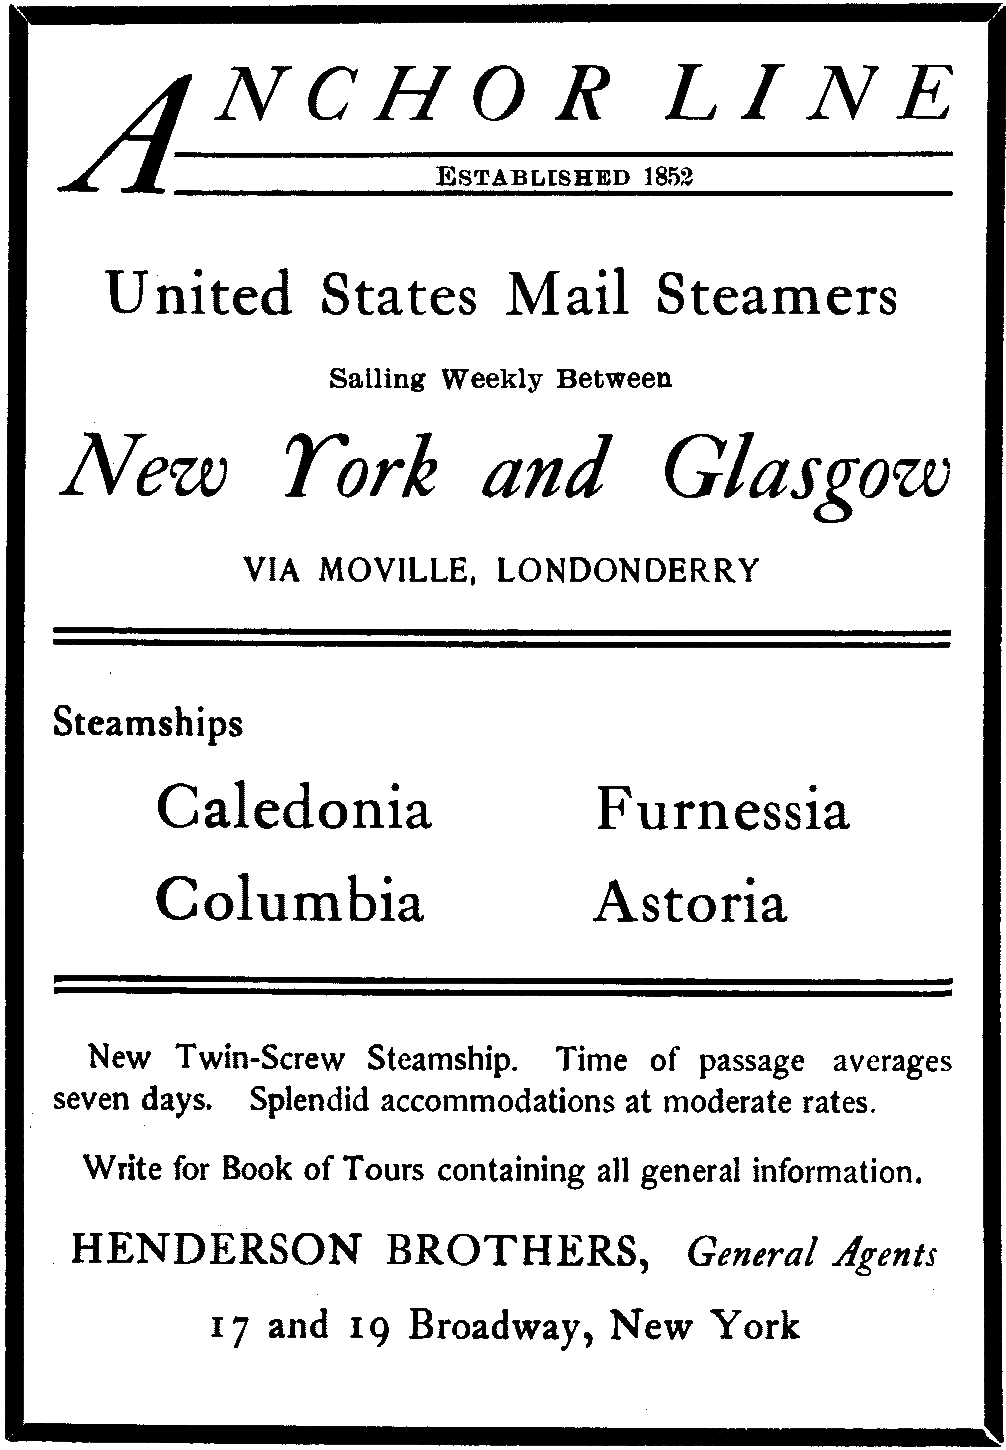 ANCHOR LINE
ESTABLISHED 1852
United States Mail Steamers
Sailing Weekly Between
New York and Glasgow
VIA MOVILLE, LONDONDERRY
Steamships
Caledonia Furnessia
Columbia Astoria
New Twin-Screw Steamship. Time of passage averages
seven days. Splendid accommodations at moderate rates.
Write for Book of Tours containing all general information.
HENDERSON BROTHERS, General Agents
17 and 19 Broadway, New York